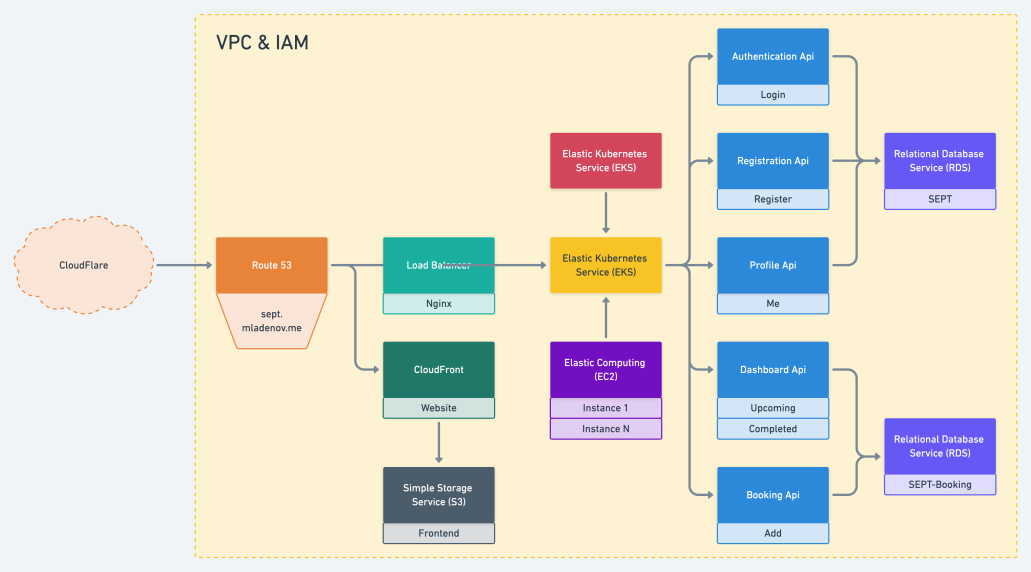 VPC & IAM
CloudFlare
Route 53
sept.
mladenov.me
Load Balancer
Nginx
CloudFront
Website
Simple Storage
Service (S3)
Frontend
Elastic Kubernetes
Service (EKS)
Elastic Kubernetes
Service (EKS)
Elastic Computing
(EC2)
Instance 1
Instance N
Authentication Api
Login
Registration Api
Register
Profile Api
Me
Dashboard Api
Upcoming
Completed
Booking Api
Add
Relational Database
Service (RDS)
SEPT
Relational Database
Service (RDS)
SEPT-Booking